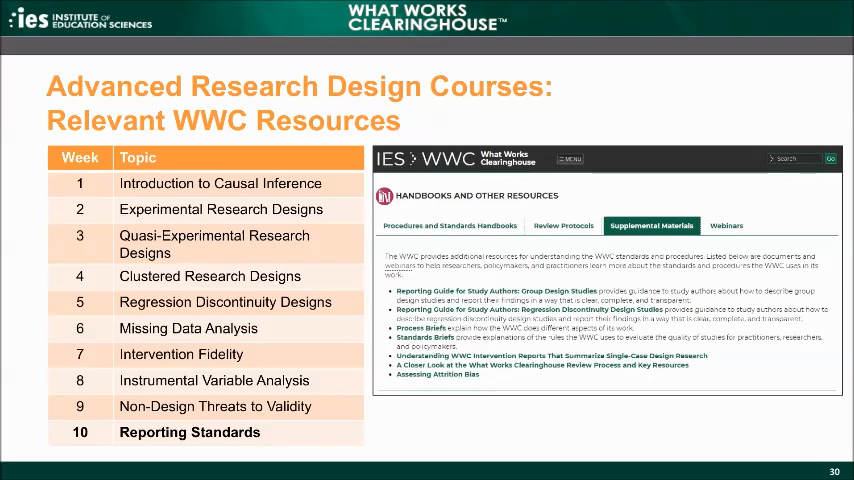 ies INSTITUTE OF
EDUCATION SCIENCES
WHAT WORKS
CLEARINGHOUSE™
Advanced Research Design Courses:
Relevant WWC Resources
Week Topic
1 Introduction to Causal Inference
2 Experimental Research Designs
3 Quasi-Experimental Research
Designs
4 Clustered Research Designs
5 Regression Discontinuity Designs
6 Missing Data Analysis
7 Intervention Fidelity
8 Instrumental Variable Analysis
9 Non-Design Threats to Validity
10 Reporting Standards
IES WWC What Works
Clearinghouse
MENU
Search Go
HANDBOOKS AND OTHER RESOURCES
Procedures and Standards Handbooks Review Protocols Supplemental Materials Webinars
The WWC provides additional resources for understanding the WWC standards and procedures. Listed below are documents and
webinars to help researchers, policymakers, and practitioners learn more about the standards and procedures the WWC uses in its
work.
• Reporting Guide for Study Authors: Group Design Studies provides guidance to study authors about how to describe group
design studies and report their findings in a way that is clear, complete, and transparent.
• Reporting Guide for Study Authors: Regression Discontinuity Design Studies provides guidance to study authors about how to
describe regression discontinuity design studies and report their findings in a way that is clear, complete, and transparent.
• Process Briefs explain how the WWC does different aspects of its work.
• Standards Briefs provide explanations of the rules the WWC uses to evaluate the quality of studies for practitioners, researchers,
and policymakers.
• Understanding WWC Intervention Reports That Summarize Single-Case Design Research
• A Closer Look at the What Works Clearinghouse Review Process and Key Resources
• Assessing Attrition Bias
30